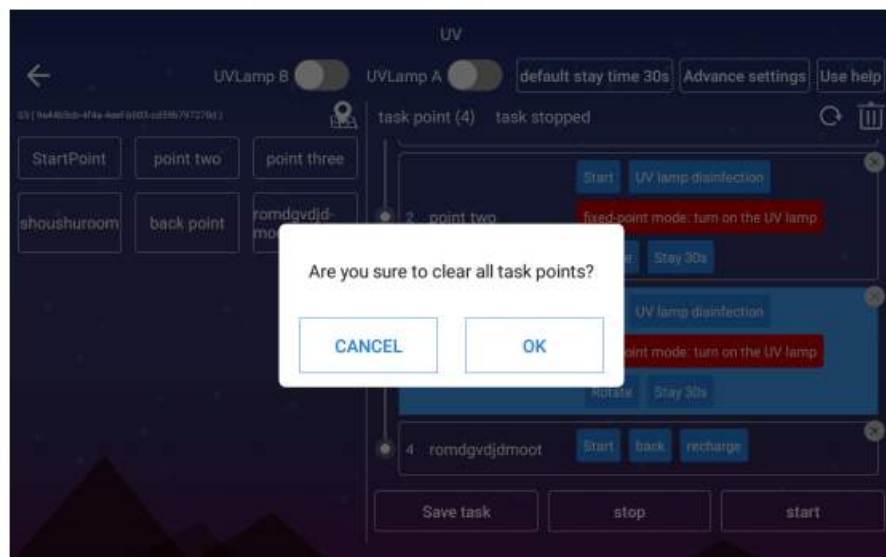 UV
UVLamp B
UVLamp A
default stay time 30s
Advance settings
Use help
task point (4)
task stopped
StartPoint
point two
point three
shoushuroom
back point
romdgvdjd-
Start
UV lamp disinfection
2 point two
fixed-point mode: turn on the UV lamp
Stay 30s
Are you sure to clear all task points?
CANCEL
OK
UV lamp disinfection
point mode: turn on the UV lamp
Rotate
Stay 30s
4 romdgvdjdmoot
Start
back
recharge
Save task
stop
start